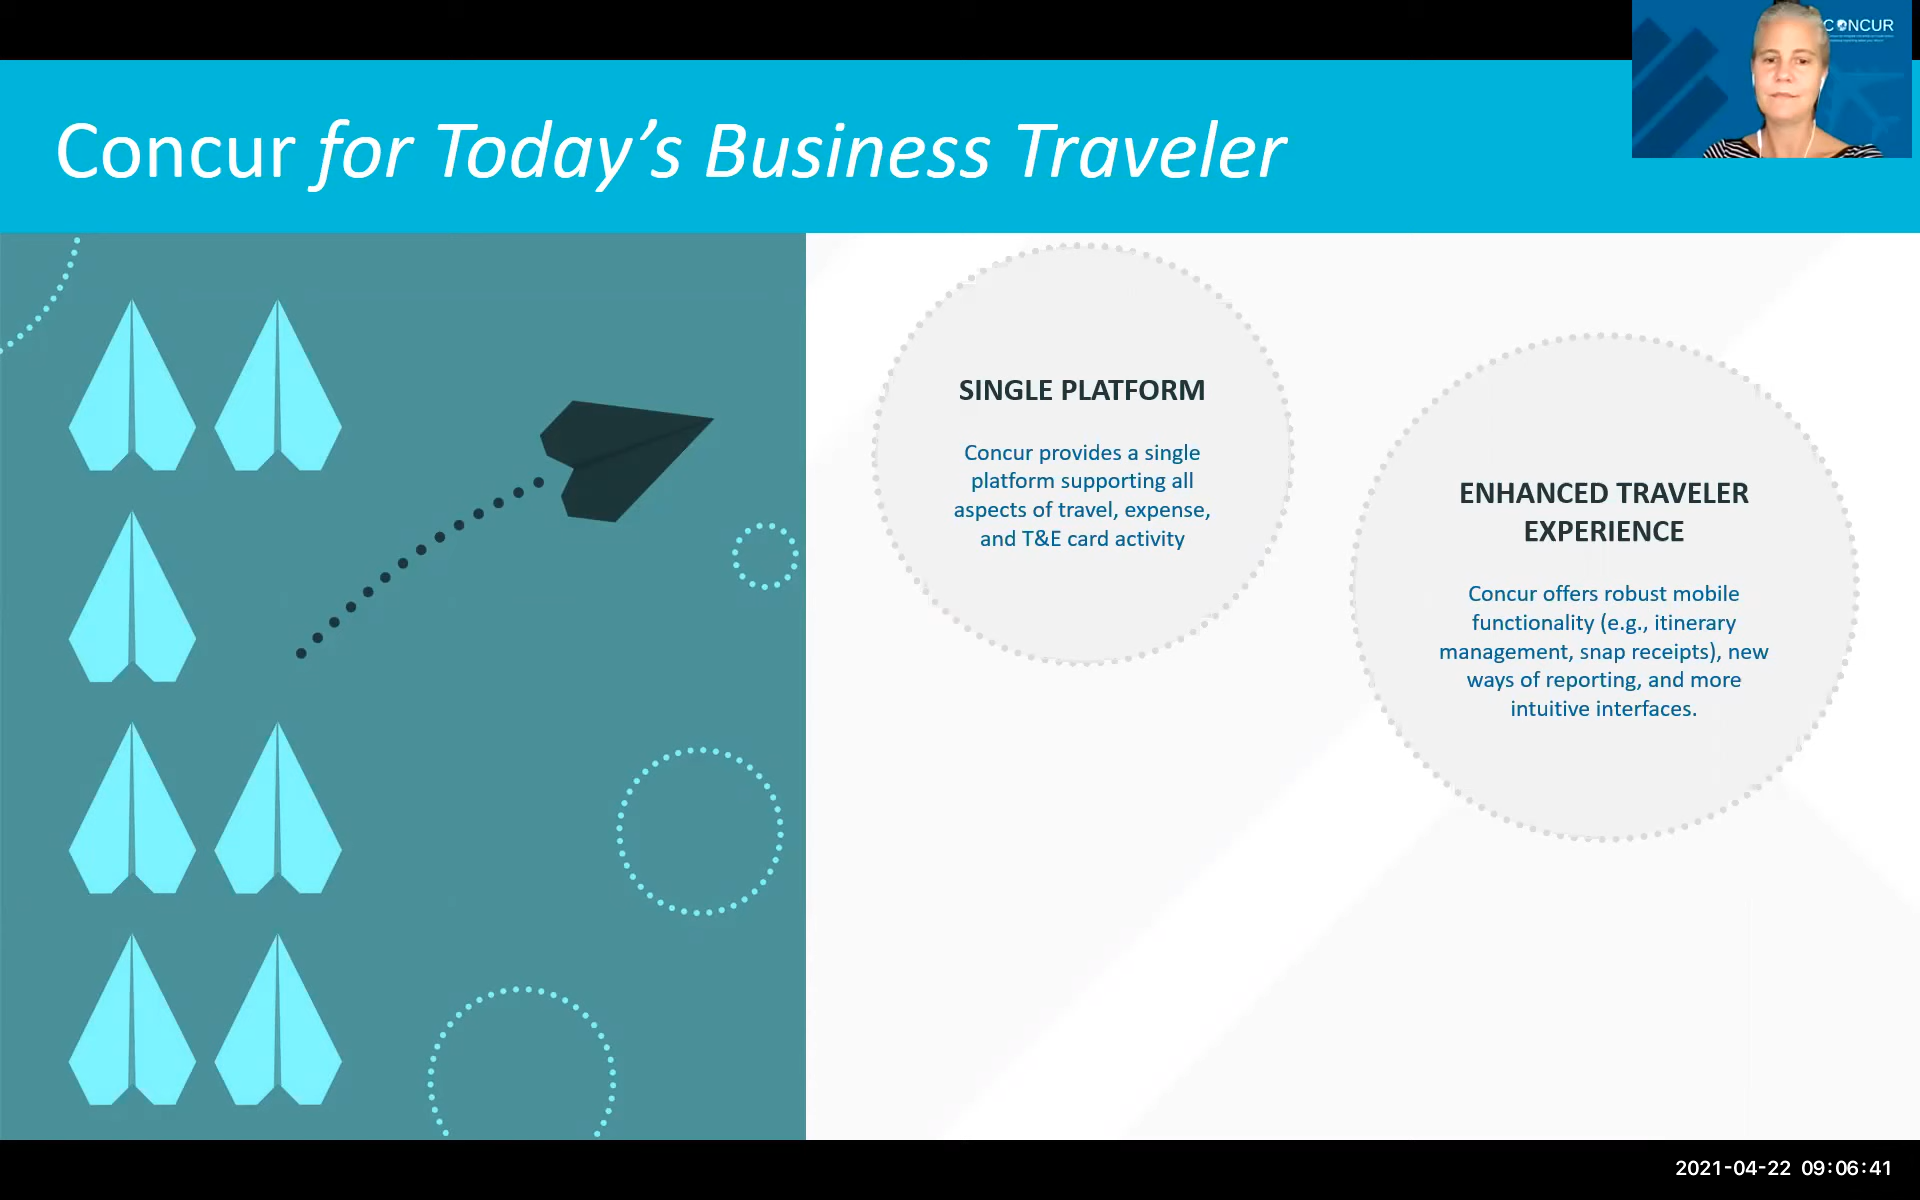 CONCUR
Concur for Today's Business Traveler
SINGLE PLATFORM
Concur provides a single
platform supporting all
aspects of travel, expense,
and T&E card activity
ENHANCED TRAVELER
EXPERIENCE
Concur offers robust mobile
functionality (e.g., itinerary
management, snap receipts), new
ways of reporting, and more
intuitive interfaces.
2021-04-22 09:06:41